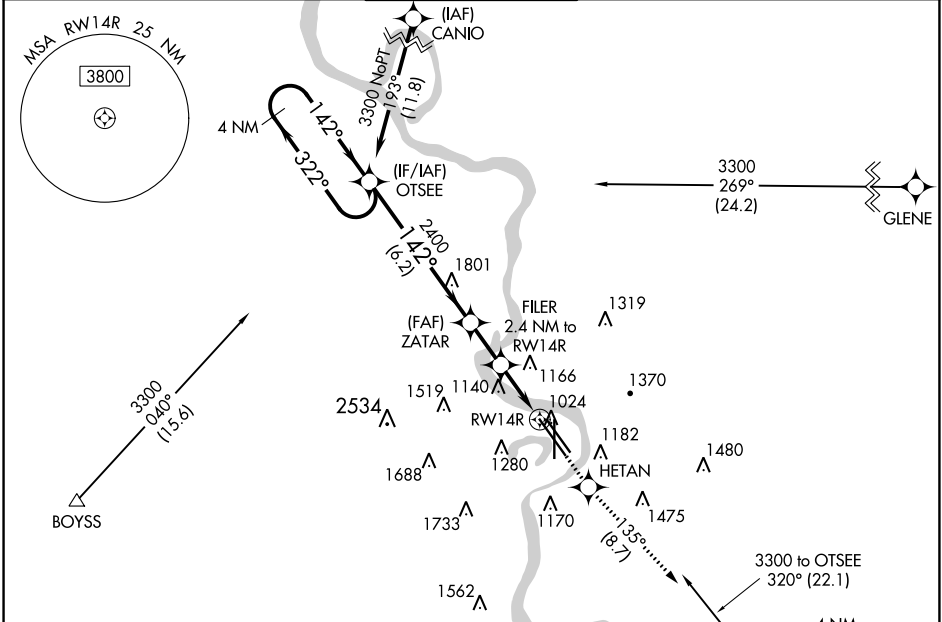 MSA RW14R 25 NM
3800
(IAF)
CANIO
3300 NoPT
193°
(11.8)
4 NM
142°
322°
(IF/IAF)
OTSEE
3300
269°
(24.2)
GLENE
2400
142°
(6.2)
1801
(FAF)
ZATAR
FILER
2.4 NM to
RW14R
1319
1166
1140
1370
1519
2534
1024
RW14R
3300
040°
(15.6)
BOYSS
1688
1280
1182
1480
HETAN
1733
1170
1475
135°
(8.7)
1562
3300 to OTSEE
320° (22.1)
4 NM